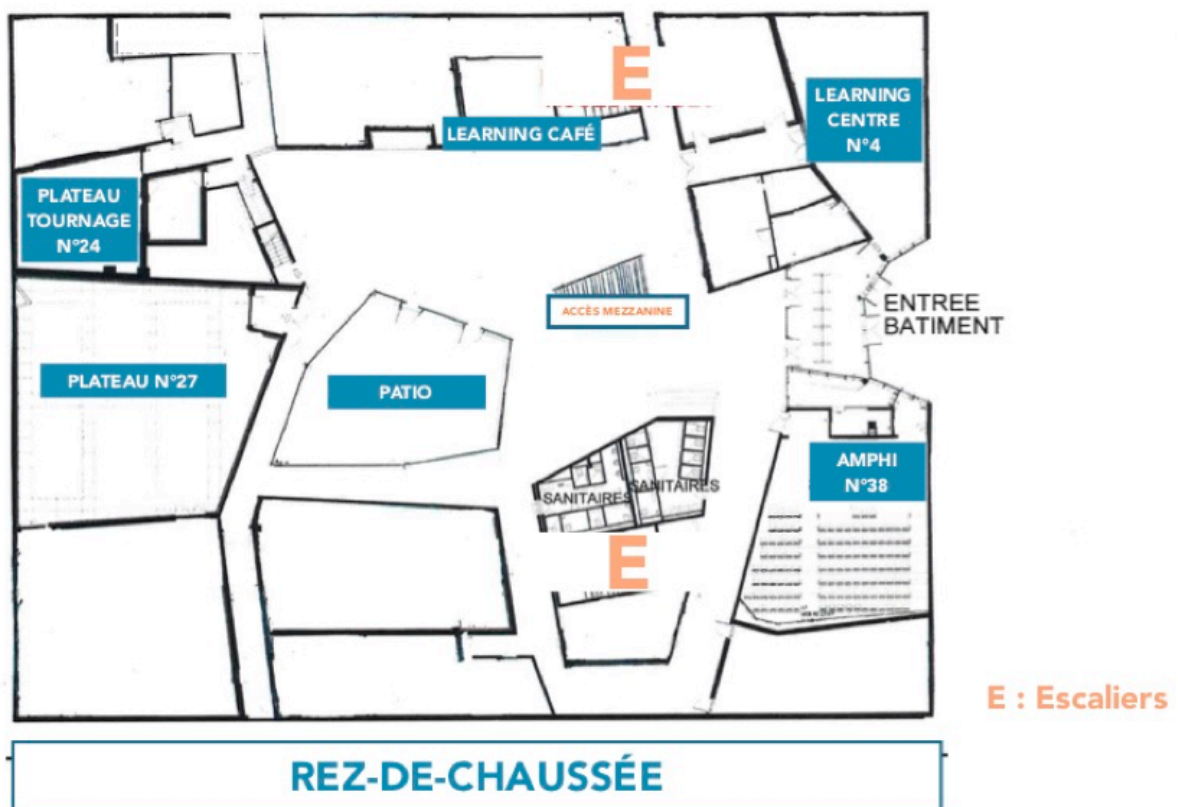 E
LEARNING
CENTRE
N°4
LEARNING CAFÉ
PLATEAU
TOURNAGE
N°24
ACCÈS MEZZANINE
ENTREE
BATIMENT
PLATEAU N°27
PATIO
AMPHI
N°38
SANITAIRES
SANITAIRES
E
E : Escaliers
REZ-DE-CHAUSSÉE